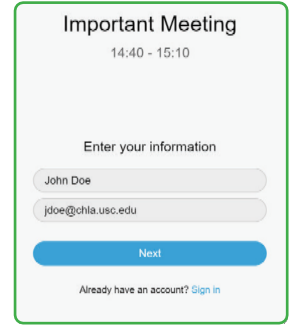 Important Meeting
14:40 - 15:10
Enter your information
John Doe
jdoe@chla.usc.edu
Next
Already have an account? Sign in